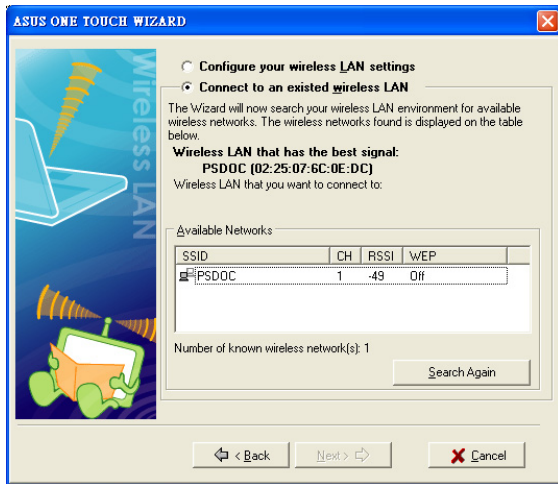 ASUS ONE TOUCH WIZARD
Wireless LAN
Configure your wireless LAN settings
Connect to an existed wireless LAN
The Wizard will now search your wireless LAN environment for available
wireless networks. The wireless networks found is displayed on the table
below.
Wireless LAN that has the best signal:
PSDOC (02:25:07:6C:0E:DC)
Wireless LAN that you want to connect to:
Available Networks
SSID CH RSSI WEP
PSDOC 1 -49 Off
Number of known wireless network(s): 1
Search Again
< Back Next > Cancel